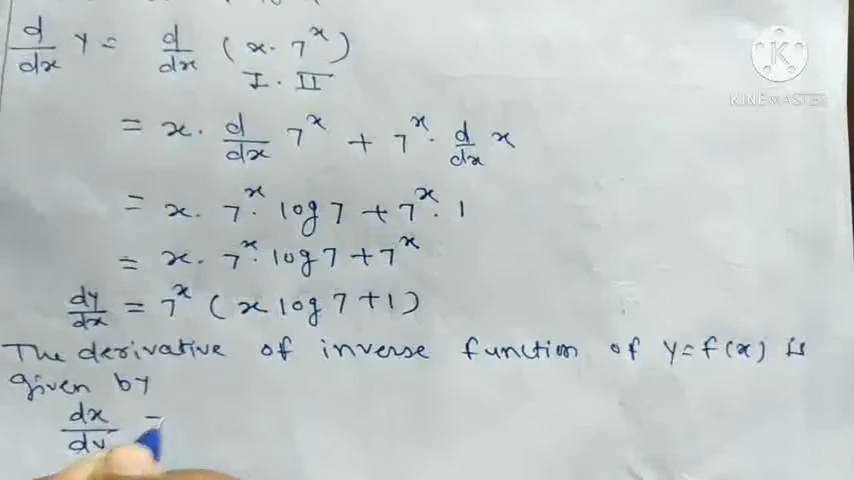 d/dx y = d/dx (x · 7^x)
I · II
KINEMASTER
= x · d/dx 7^x + 7^x · d/dx x
= x · 7^x · log 7 + 7^x · 1
= x · 7^x · log 7 + 7^x
dy/dx = 7^x (x log 7 + 1)
The derivative of inverse function of y = f(x) is
given by
dx/dy =